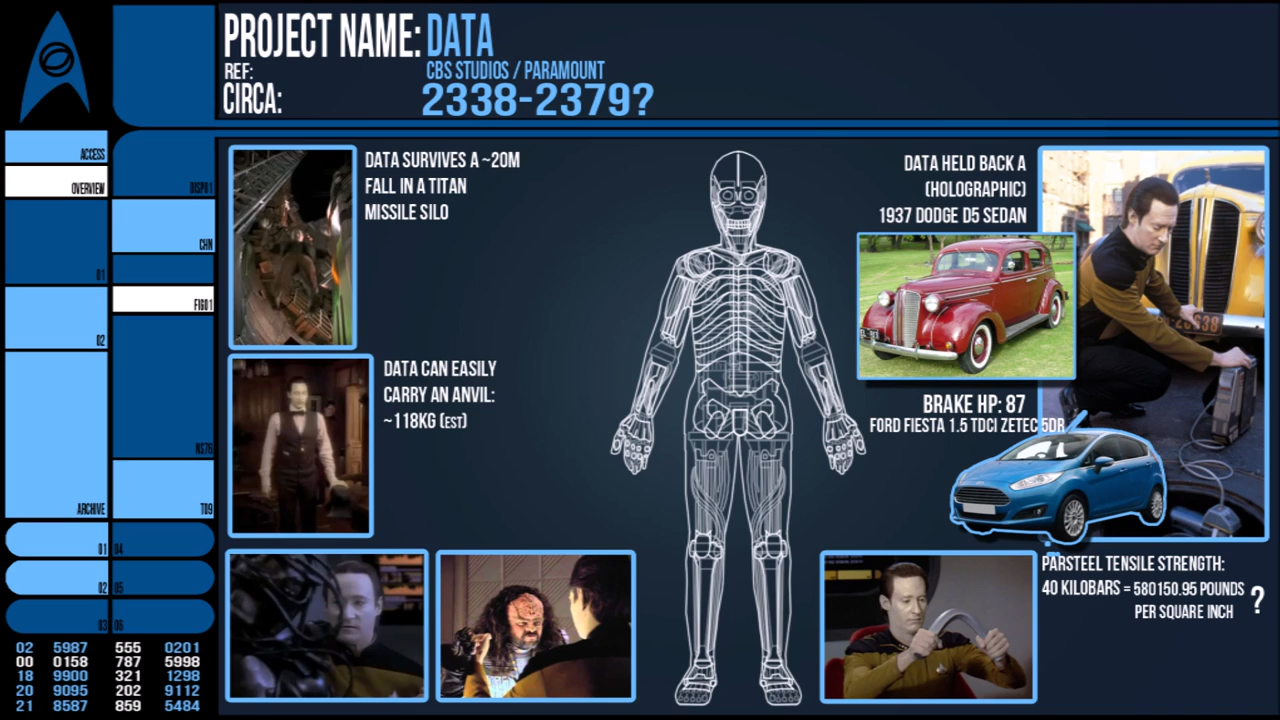 PROJECT NAME: DATA
REF: CBS STUDIOS / PARAMOUNT
CIRCA: 2338-2379?
ACCESS
OVERVIEW
01
02
ARCHIVE
01
02
03
CHN
FIG01
NS76
T09
04
05
06
02 5987 555 0201
00 0158 787 5998
18 9900 321 1298
20 9095 202 9112
21 8587 859 5484
DATA SURVIVES A ~20M
FALL IN A TITAN
MISSILE SILO
DATA CAN EASILY
CARRY AN ANVIL:
~118KG (EST)
DATA HELD BACK A
(HOLOGRAPHIC)
1937 DODGE D5 SEDAN
BRAKE HP: 87
FORD FIESTA 1.5 TDCI ZETEC 5DR
PARSTEEL TENSILE STRENGTH:
40 KILOBARS = 580150.95 POUNDS
PER SQUARE INCH
?